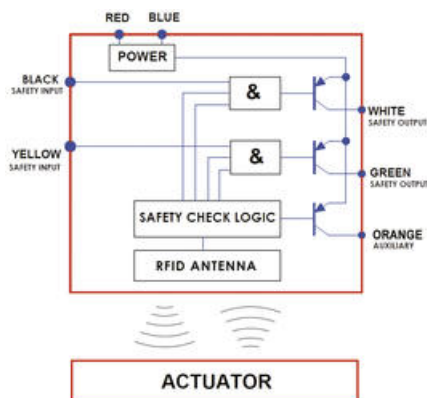 RED BLUE
POWER
BLACK
SAFETY INPUT
&
WHITE
SAFETY OUTPUT
YELLOW
SAFETY INPUT
&
GREEN
SAFETY OUTPUT
SAFETY CHECK LOGIC
ORANGE
AUXILIARY
RFID ANTENNA
ACTUATOR